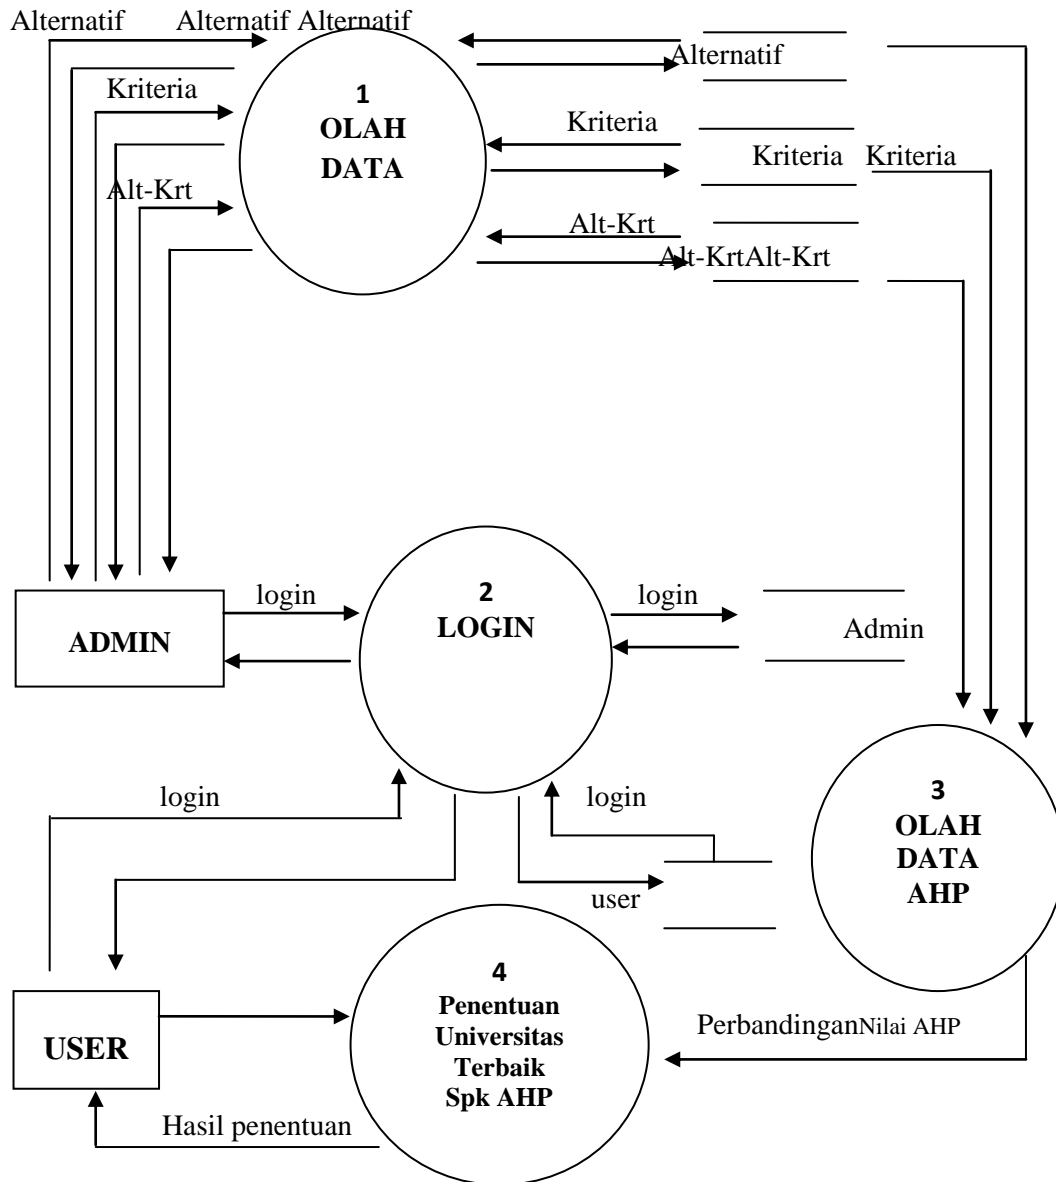 Alternatif Alternatif Alternatif
Alternatif
Kriteria
1
OLAH
DATA
Kriteria
Kriteria Kriteria
Alt-Krt
Alt-Krt
Alt-KrtAlt-Krt
login
2
LOGIN
login
ADMIN
Admin
login
login
3
OLAH
DATA
AHP
user
4
Penentuan
Universitas
Terbaik
Spk AHP
USER
PerbandinganNilai AHP
Hasil penentuan